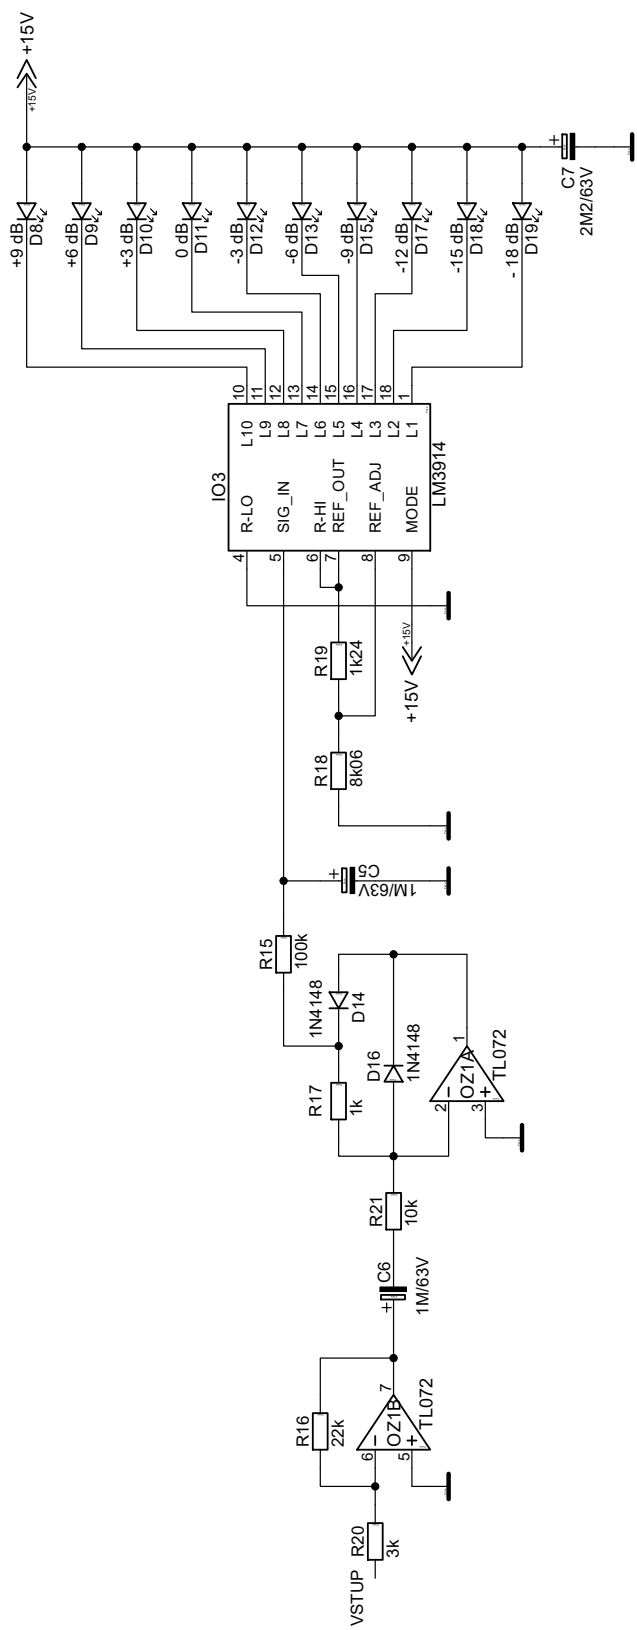 +15V
+15V
+9 dB
D8
+6 dB
D9
+3 dB
D10
0 dB
D11
-3 dB
D12
-6 dB
D13
-9 dB
D15
-12 dB
D17
-15 dB
D18
- 18 dB
D19
+
C7
2M2/63V
IO3
LM3914
10
11
12
13
14
15
16
17
18
1
L10
L9
L8
L7
L6
L5
L4
L3
L2
L1
R-LO
SIG_IN
R-HI
REF_OUT
REF_ADJ
MODE
4
5
6
7
8
9
+15V
+15V
R19
1k24
R18
8k06
+
C5
1M/63V
R15
100k
1N4148
D14
R17
1k
D16
1N4148
1
OZ1A
TL072
2
-
3
+
R21
10k
C6
+
1M/63V
R16
22k
7
OZ1B
TL072
6
-
5
+
R20
3k
VSTUP